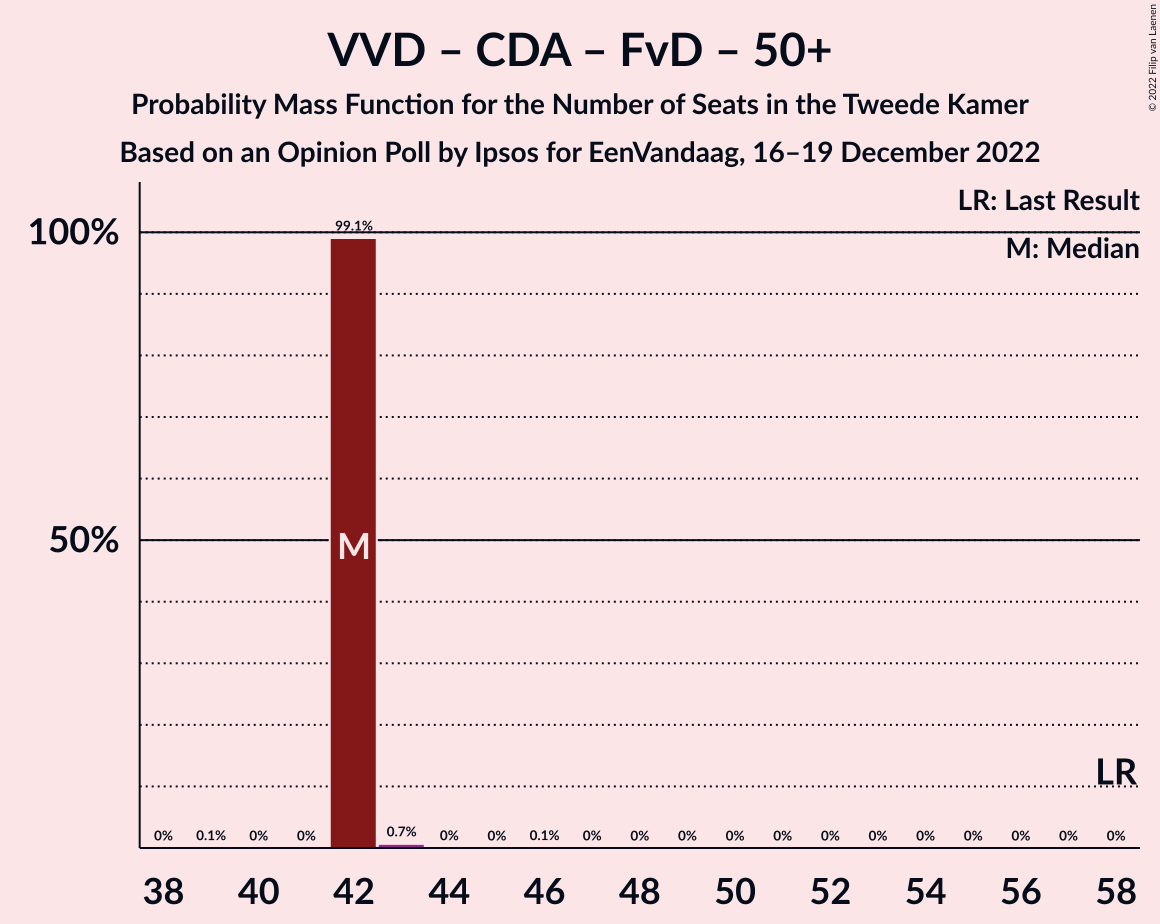 VVD – CDA – FvD – 50+
Probability Mass Function for the Number of Seats in the Tweede Kamer
Based on an Opinion Poll by Ipsos for EenVandaag, 16–19 December 2022
© 2022 Filip van Laenen
LR: Last Result
M: Median
100%
50%
99.1%
M
LR
0% 0.1% 0% 0% 0.7% 0% 0% 0.1% 0% 0% 0% 0% 0% 0% 0% 0% 0% 0% 0% 0%
38 40 42 44 46 48 50 52 54 56 58